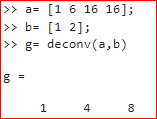 >> a= [1 6 16 16];
>> b= [1 2];
>> g= deconv(a,b)
g =
1 4 8